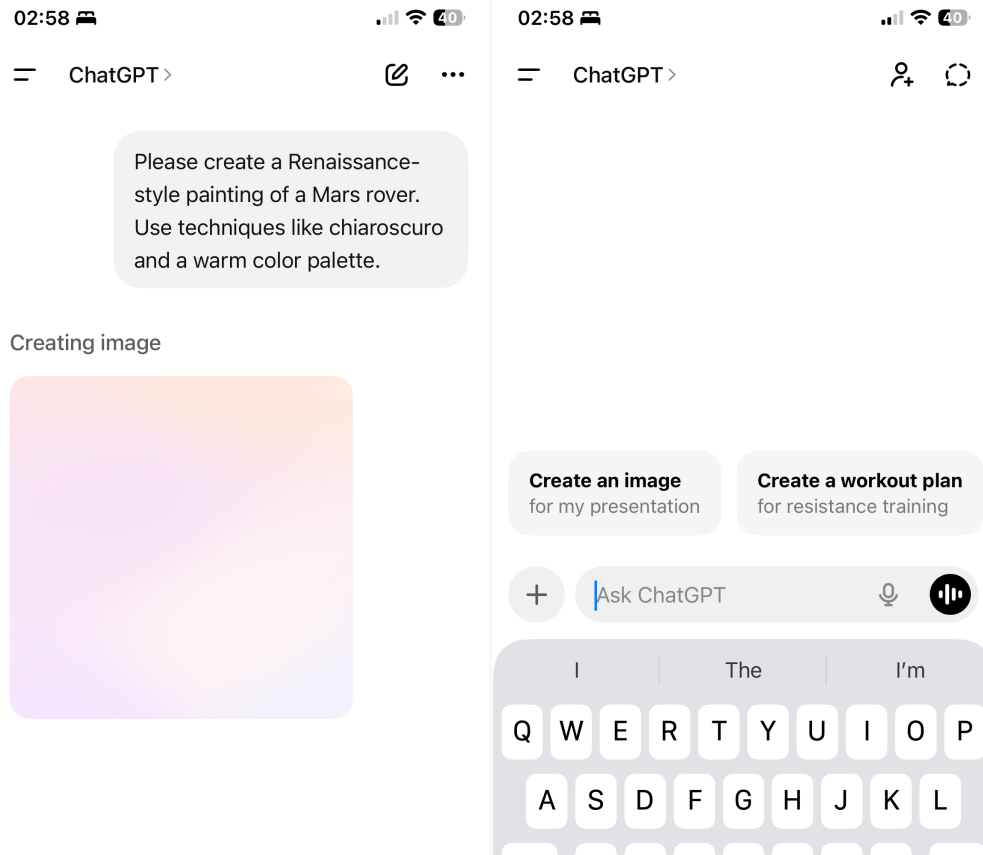 02:58
40
ChatGPT
Please create a Renaissance-
style painting of a Mars rover.
Use techniques like chiaroscuro
and a warm color palette.
Creating image
02:58
40
ChatGPT
Create an image
for my presentation
Create a workout plan
for resistance training
Ask ChatGPT
I The I’m
Q W E R T Y U I O P
A S D F G H J K L